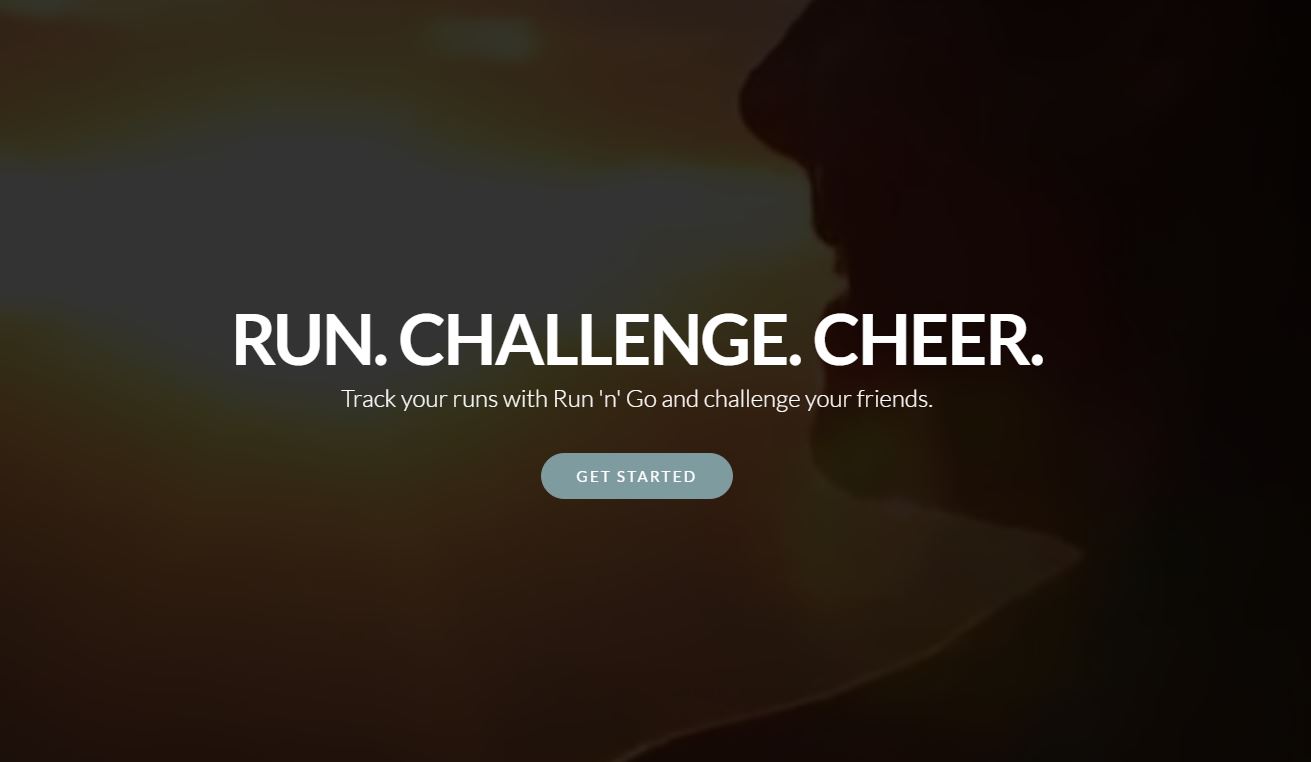 RUN. CHALLENGE. CHEER.
Track your runs with Run 'n' Go and challenge your friends.
GET STARTED